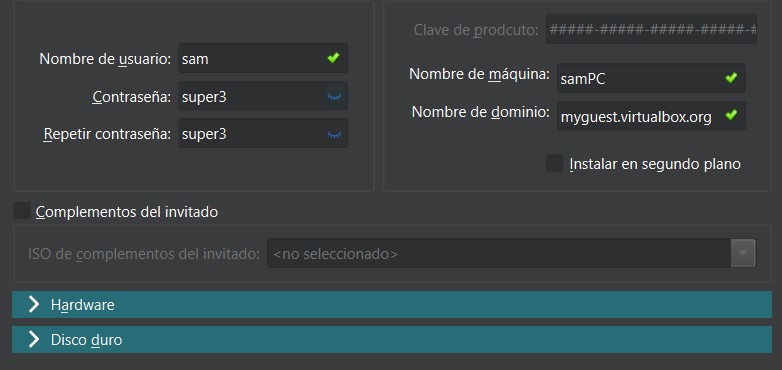 Clave de prodcuto: #####-#####-#####-#####-#
Nombre de usuario: sam
Nombre de máquina: samPC
Contraseña: super3
Nombre de dominio: myguest.virtualbox.org
Repetir contraseña: super3
Instalar en segundo plano
Complementos del invitado
ISO de complementos del invitado: <no seleccionado>
Hardware
Disco duro